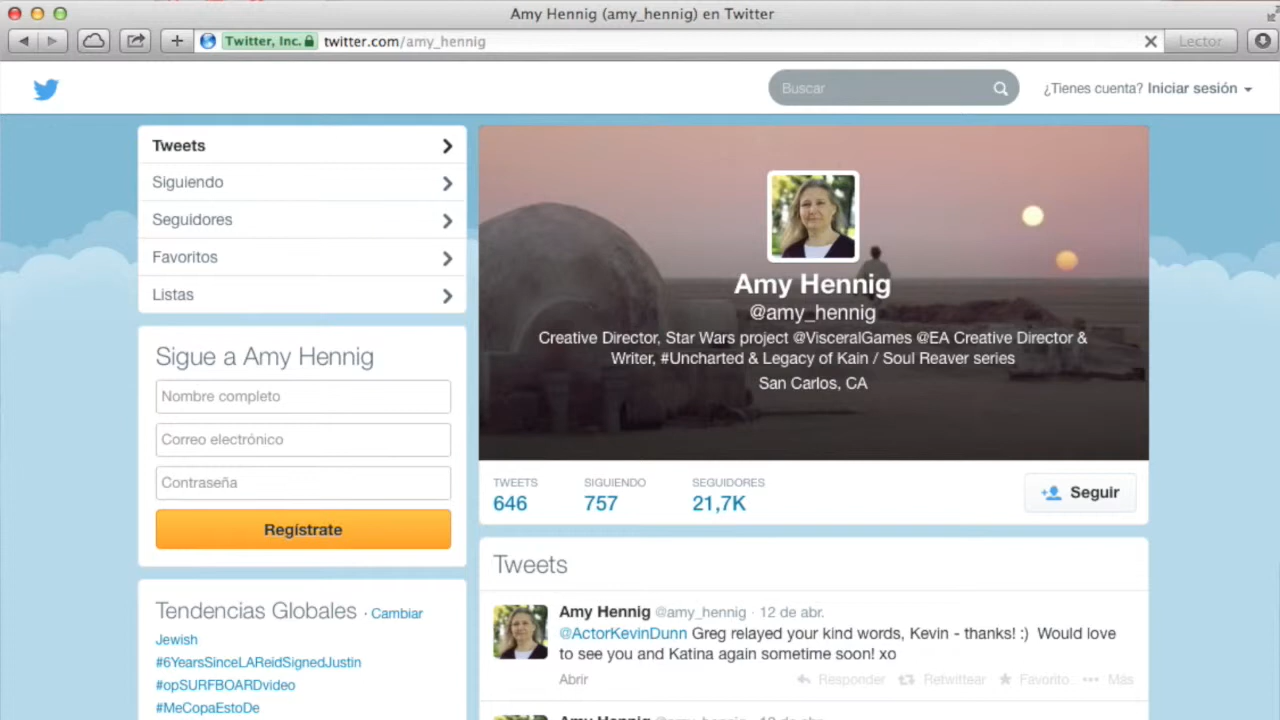 Amy Hennig (amy_hennig) en Twitter
Twitter, Inc. twitter.com/amy_hennig
Lector
Buscar
¿Tienes cuenta? Iniciar sesión
Tweets
Siguiendo
Seguidores
Favoritos
Listas
Sigue a Amy Hennig
Nombre completo
Correo electrónico
Contraseña
Regístrate
Tendencias Globales · Cambiar
Jewish
#6YearsSinceLAReidSignedJustin
#opSURFBOARDvideo
#MeCopaEstoDe
Amy Hennig
@amy_hennig
Creative Director, Star Wars project @VisceralGames @EA Creative Director &
Writer, #Uncharted & Legacy of Kain / Soul Reaver series
San Carlos, CA
TWEETS SIGUIENDO SEGUIDORES
646 757 21,7K
Seguir
Tweets
Amy Hennig @amy_hennig · 12 de abr.
@ActorKevinDunn Greg relayed your kind words, Kevin - thanks! :) Would love
to see you and Katina again sometime soon! xo
Abrir Responder Retwittear Favorito Más
Amy Hennig @amy_hennig